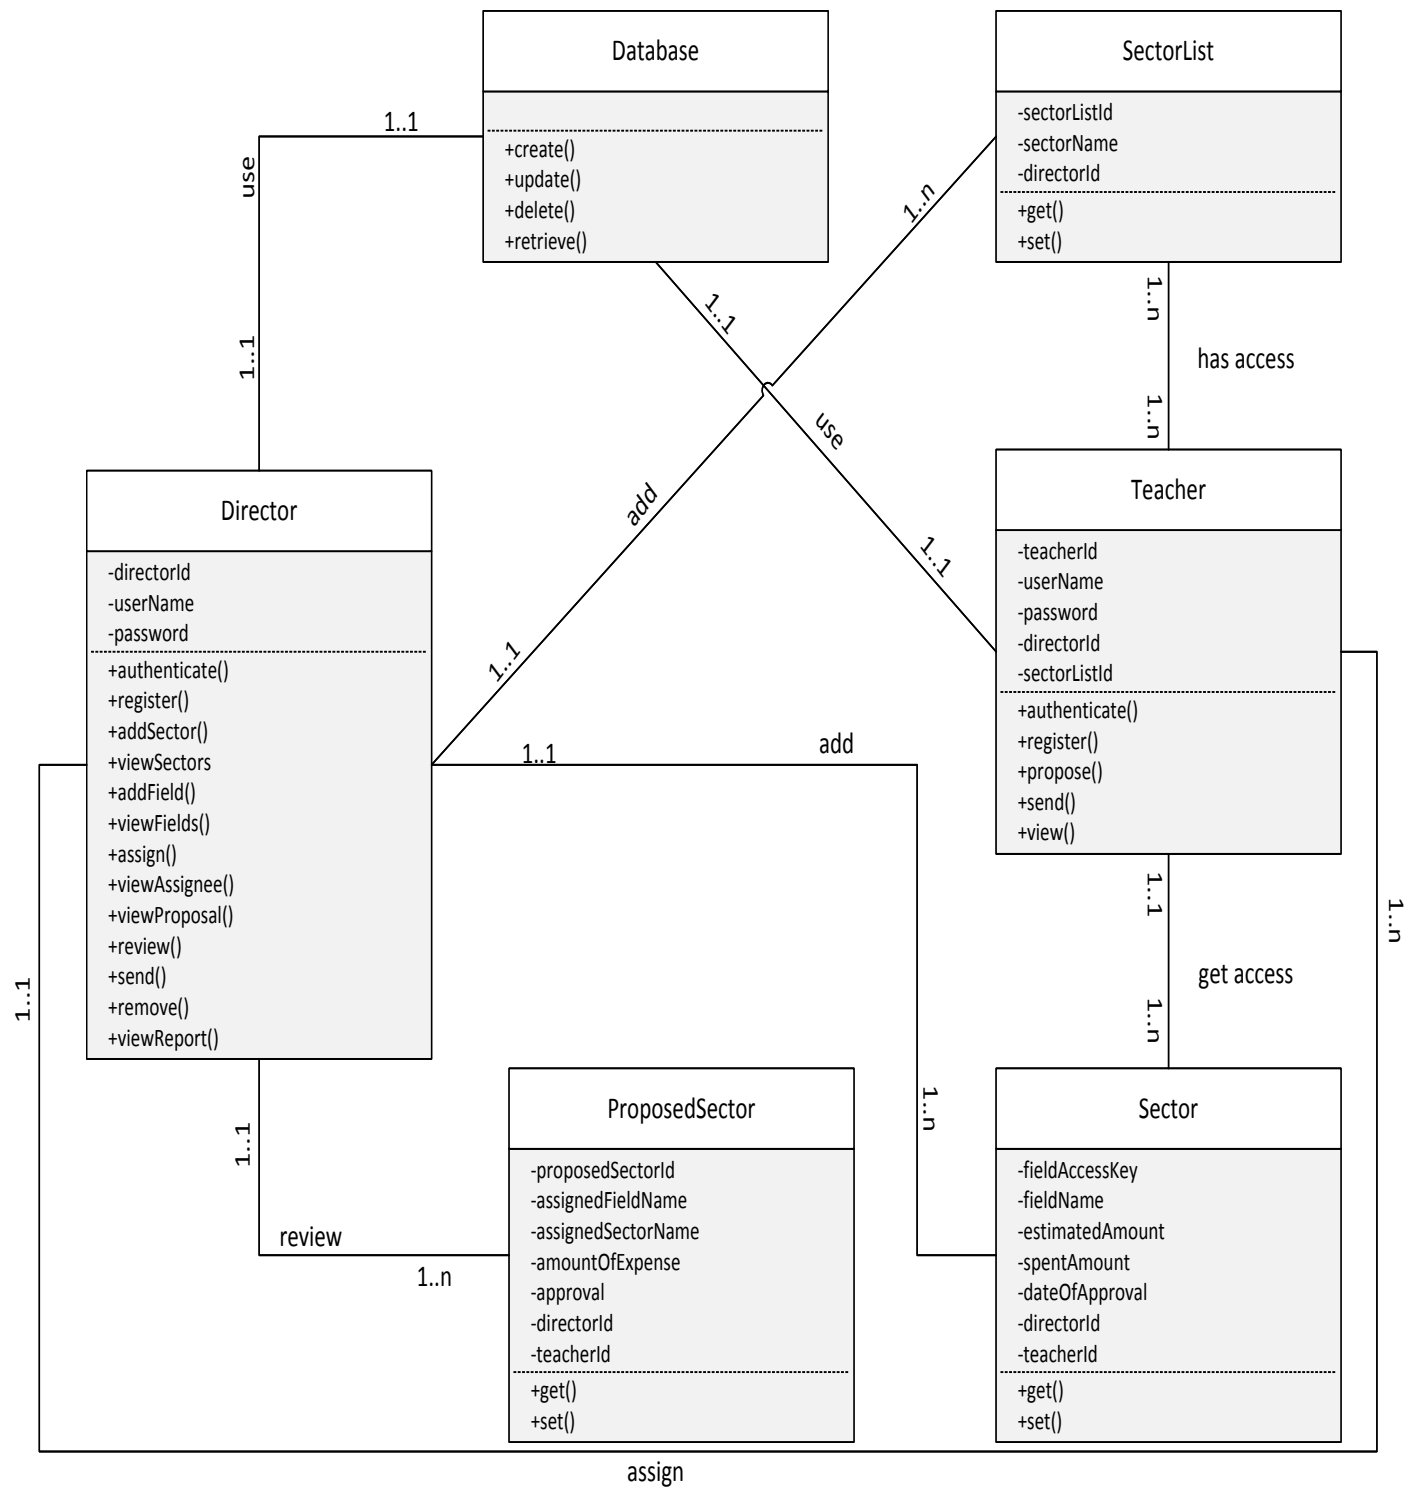 Database
+create()
+update()
+delete()
+retrieve()
SectorList
-sectorListId
-sectorName
-directorId
+get()
+set()
1..1
use
1..1
1..n
add
1..1
1..1
use
1..1
1..n
has access
1..n
Director
-directorId
-userName
-password
+authenticate()
+register()
+addSector()
+viewSectors
+addField()
+viewFields()
+assign()
+viewAssignee()
+viewProposal()
+review()
+send()
+remove()
+viewReport()
Teacher
-teacherId
-userName
-password
-directorId
-sectorListId
+authenticate()
+register()
+propose()
+send()
+view()
1..1
add
1..n
1..1
get access
1..n
1..1
1..n
1..1
review
1..n
ProposedSector
-proposedSectorId
-assignedFieldName
-assignedSectorName
-amountOfExpense
-approval
-directorId
-teacherId
+get()
+set()
Sector
-fieldAccessKey
-fieldName
-estimatedAmount
-spentAmount
-dateOfApproval
-directorId
-teacherId
+get()
+set()
assign